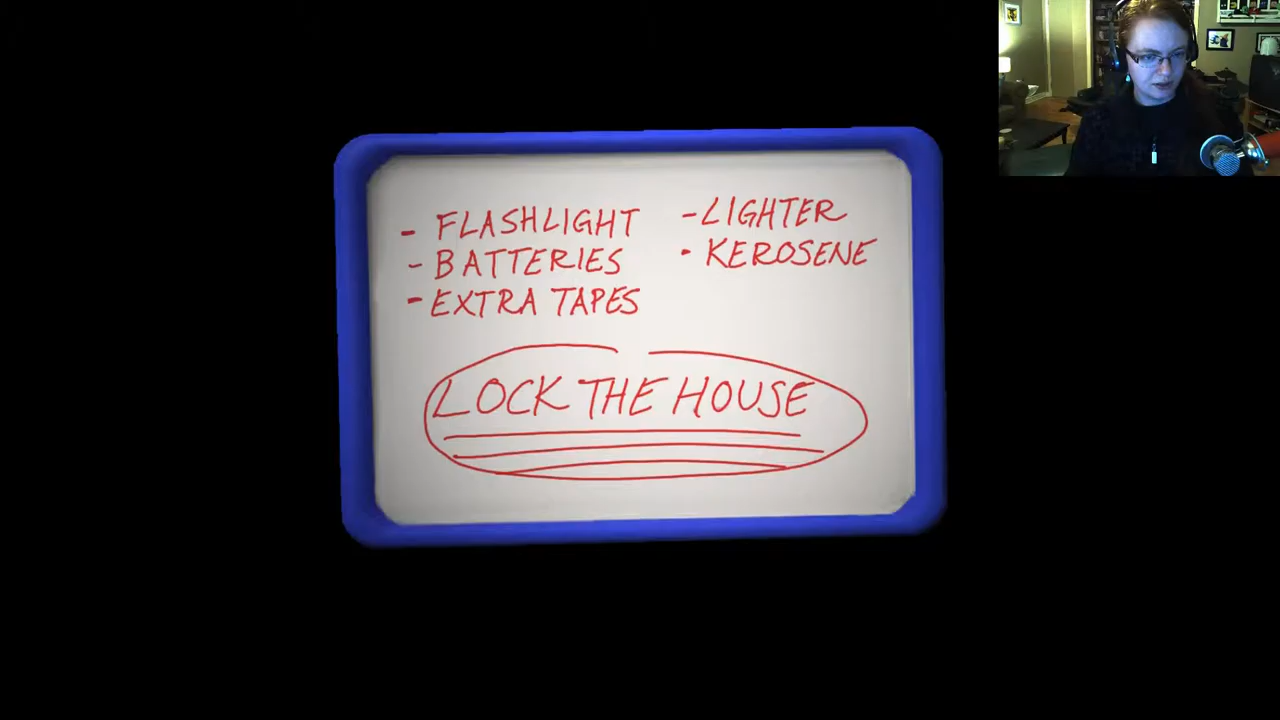 - FLASHLIGHT
- BATTERIES
- EXTRA TAPES
- LIGHTER
- KEROSENE
LOCK THE HOUSE